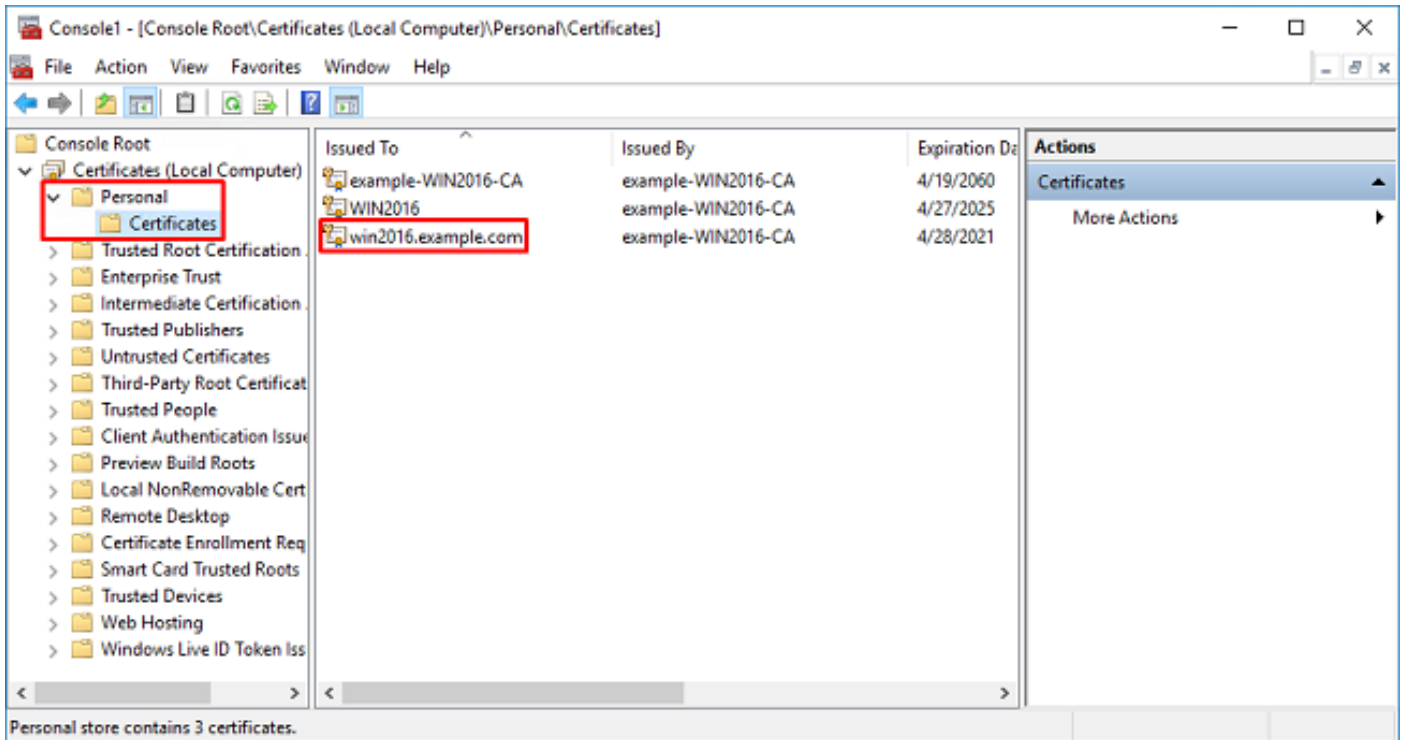 Console1 - [Console Root\Certificates (Local Computer)\Personal\Certificates]
File Action View Favorites Window Help
Console Root
Certificates (Local Computer)
Personal
Certificates
Trusted Root Certification
Enterprise Trust
Intermediate Certification
Trusted Publishers
Untrusted Certificates
Third-Party Root Certificat
Trusted People
Client Authentication Issue
Preview Build Roots
Local NonRemovable Cert
Remote Desktop
Certificate Enrollment Req
Smart Card Trusted Roots
Trusted Devices
Web Hosting
Windows Live ID Token Iss
Issued To Issued By Expiration Da
example-WIN2016-CA example-WIN2016-CA 4/19/2060
WIN2016 example-WIN2016-CA 4/27/2025
win2016.example.com example-WIN2016-CA 4/28/2021
Actions
Certificates
More Actions
Personal store contains 3 certificates.